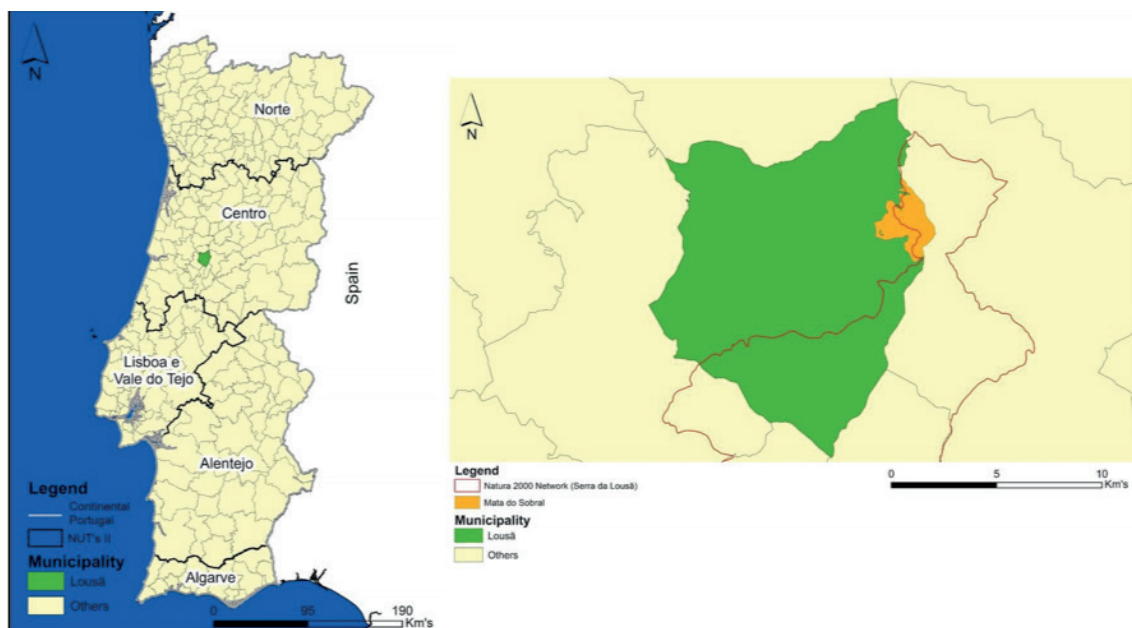 N
Norte
Centro
Spain
Lisboa e
Vale do Tejo
Alentejo
Algarve
Legend
Continental
Portugal
NUT's II
Municipality
Lousã
Others
0 95 190
Km's
N
Legend
Natura 2000 Network (Serra da Lousã)
Mata do Sobral
Municipality
Lousã
Others
0 5 10
Km's